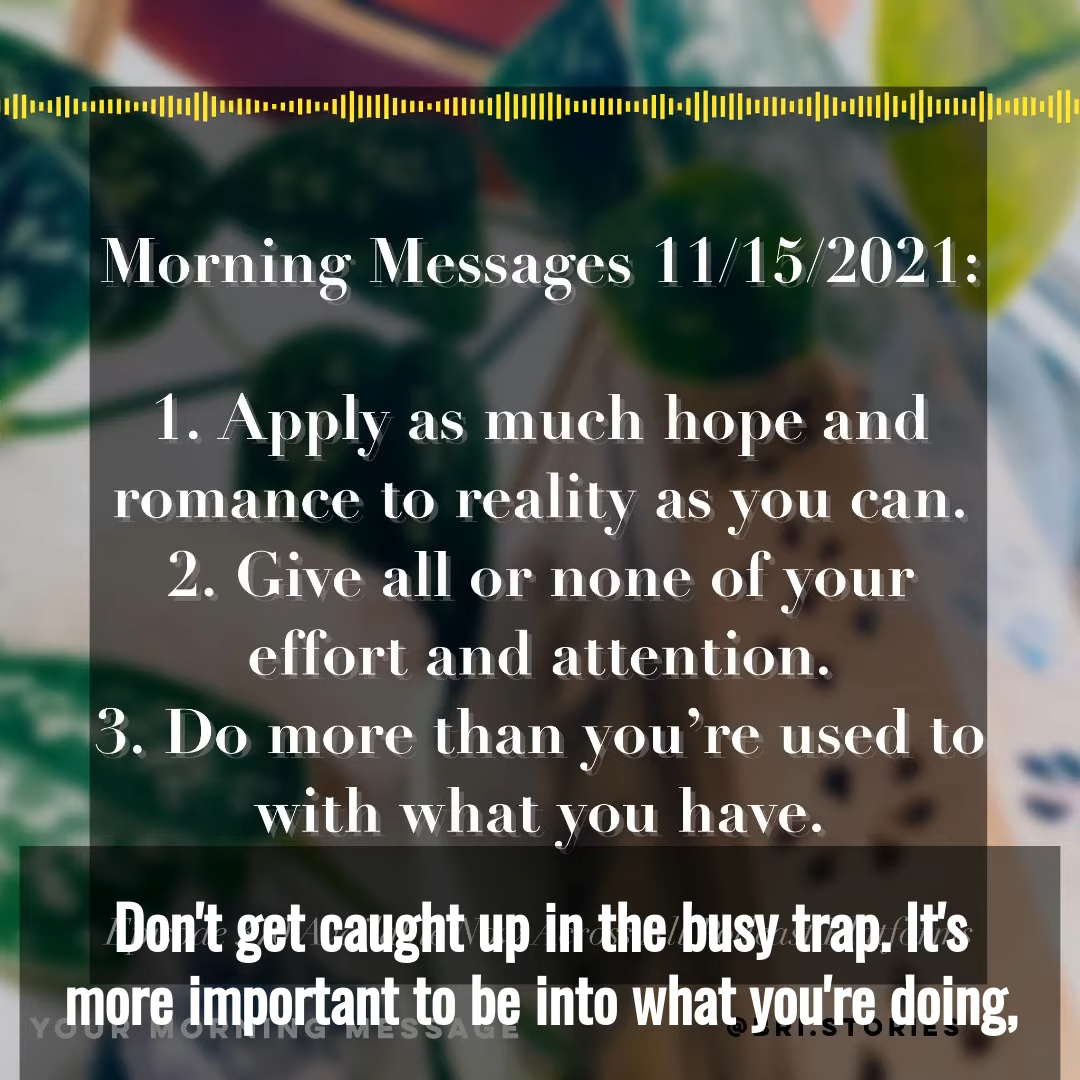 Morning Messages 11/15/2021:
1. Apply as much hope and
romance to reality as you can.
2. Give all or none of your
effort and attention.
3. Do more than you’re used to
with what you have.
Don't get caught up in the busy trap. It's
more important to be into what you're doing,
YOUR MORNING MESSAGE
@BRI.STORIES